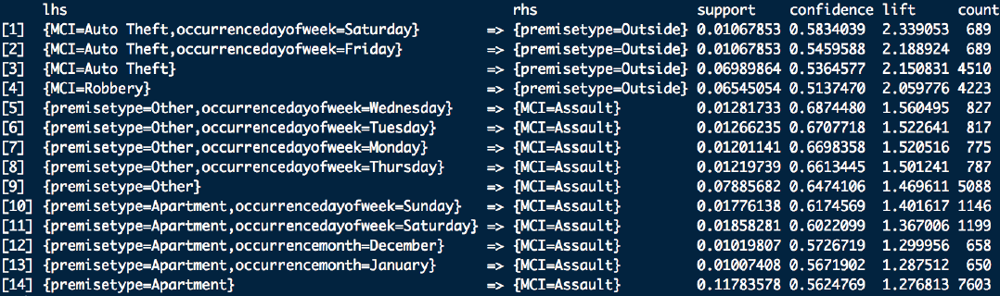 lhs rhs support confidence lift count
[1] {MCI=Auto Theft,occurrencedayofweek=Saturday} => {premisetype=Outside} 0.01067853 0.5834039 2.339053 689
[2] {MCI=Auto Theft,occurrencedayofweek=Friday} => {premisetype=Outside} 0.01067853 0.5459588 2.188924 689
[3] {MCI=Auto Theft} => {premisetype=Outside} 0.06989864 0.5364577 2.150831 4510
[4] {MCI=Robbery} => {premisetype=Outside} 0.06545054 0.5137470 2.059776 4223
[5] {premisetype=Other,occurrencedayofweek=Wednesday} => {MCI=Assault} 0.01281733 0.6874480 1.560495 827
[6] {premisetype=Other,occurrencedayofweek=Tuesday} => {MCI=Assault} 0.01266235 0.6707718 1.522641 817
[7] {premisetype=Other,occurrencedayofweek=Monday} => {MCI=Assault} 0.01201141 0.6698358 1.520516 775
[8] {premisetype=Other,occurrencedayofweek=Thursday} => {MCI=Assault} 0.01219739 0.6613445 1.501241 787
[9] {premisetype=Other} => {MCI=Assault} 0.07885682 0.6474106 1.469611 5088
[10] {premisetype=Apartment,occurrencedayofweek=Sunday} => {MCI=Assault} 0.01776138 0.6174569 1.401617 1146
[11] {premisetype=Apartment,occurrencedayofweek=Saturday} => {MCI=Assault} 0.01858281 0.6022099 1.367006 1199
[12] {premisetype=Apartment,occurrencemonth=December} => {MCI=Assault} 0.01019807 0.5726719 1.299956 658
[13] {premisetype=Apartment,occurrencemonth=January} => {MCI=Assault} 0.01007408 0.5671902 1.287512 650
[14] {premisetype=Apartment} => {MCI=Assault} 0.11783578 0.5624769 1.276813 7603